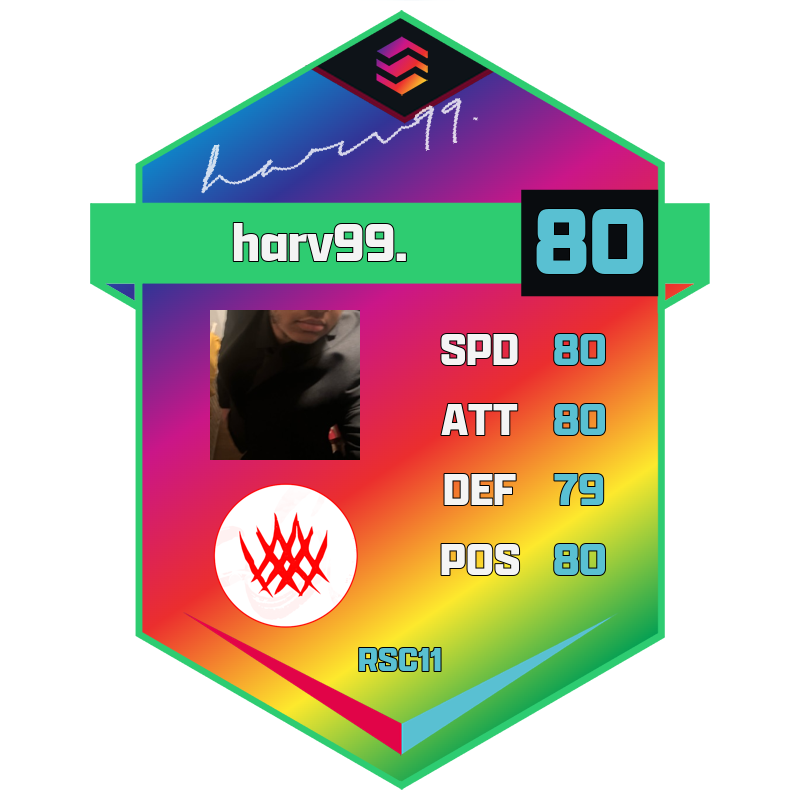 harv99.
harv99. 80
SPD 80
ATT 80
DEF 79
POS 80
RSC11